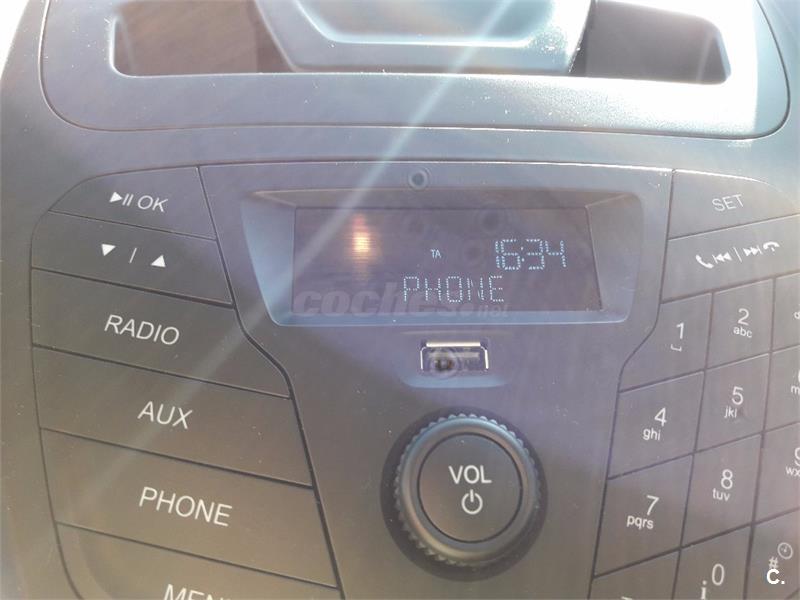 OK
SET
TA 16:34
PHONE
coches.net
RADIO
AUX
PHONE
VOL
1
2
abc
4
ghi
5
jkl
7
pqrs
8
tuv
0
#
C.